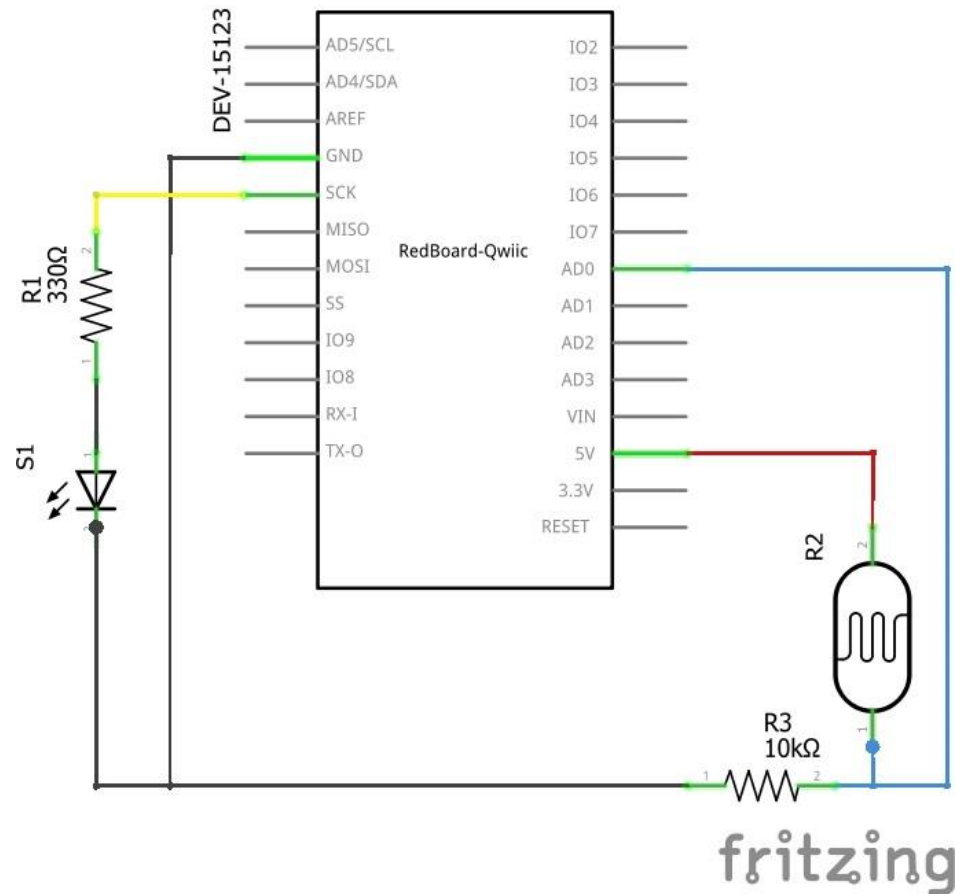 DEV-15123
AD5/SCL
AD4/SDA
AREF
GND
SCK
MISO
MOSI
SS
IO9
IO8
RX-I
TX-O
RedBoard-Qwiic
IO2
IO3
IO4
IO5
IO6
IO7
AD0
AD1
AD2
AD3
VIN
5V
3.3V
RESET
R1
330Ω
2
1
S1
1
2
R2
2
1
R3
10kΩ
1
2
fritzing